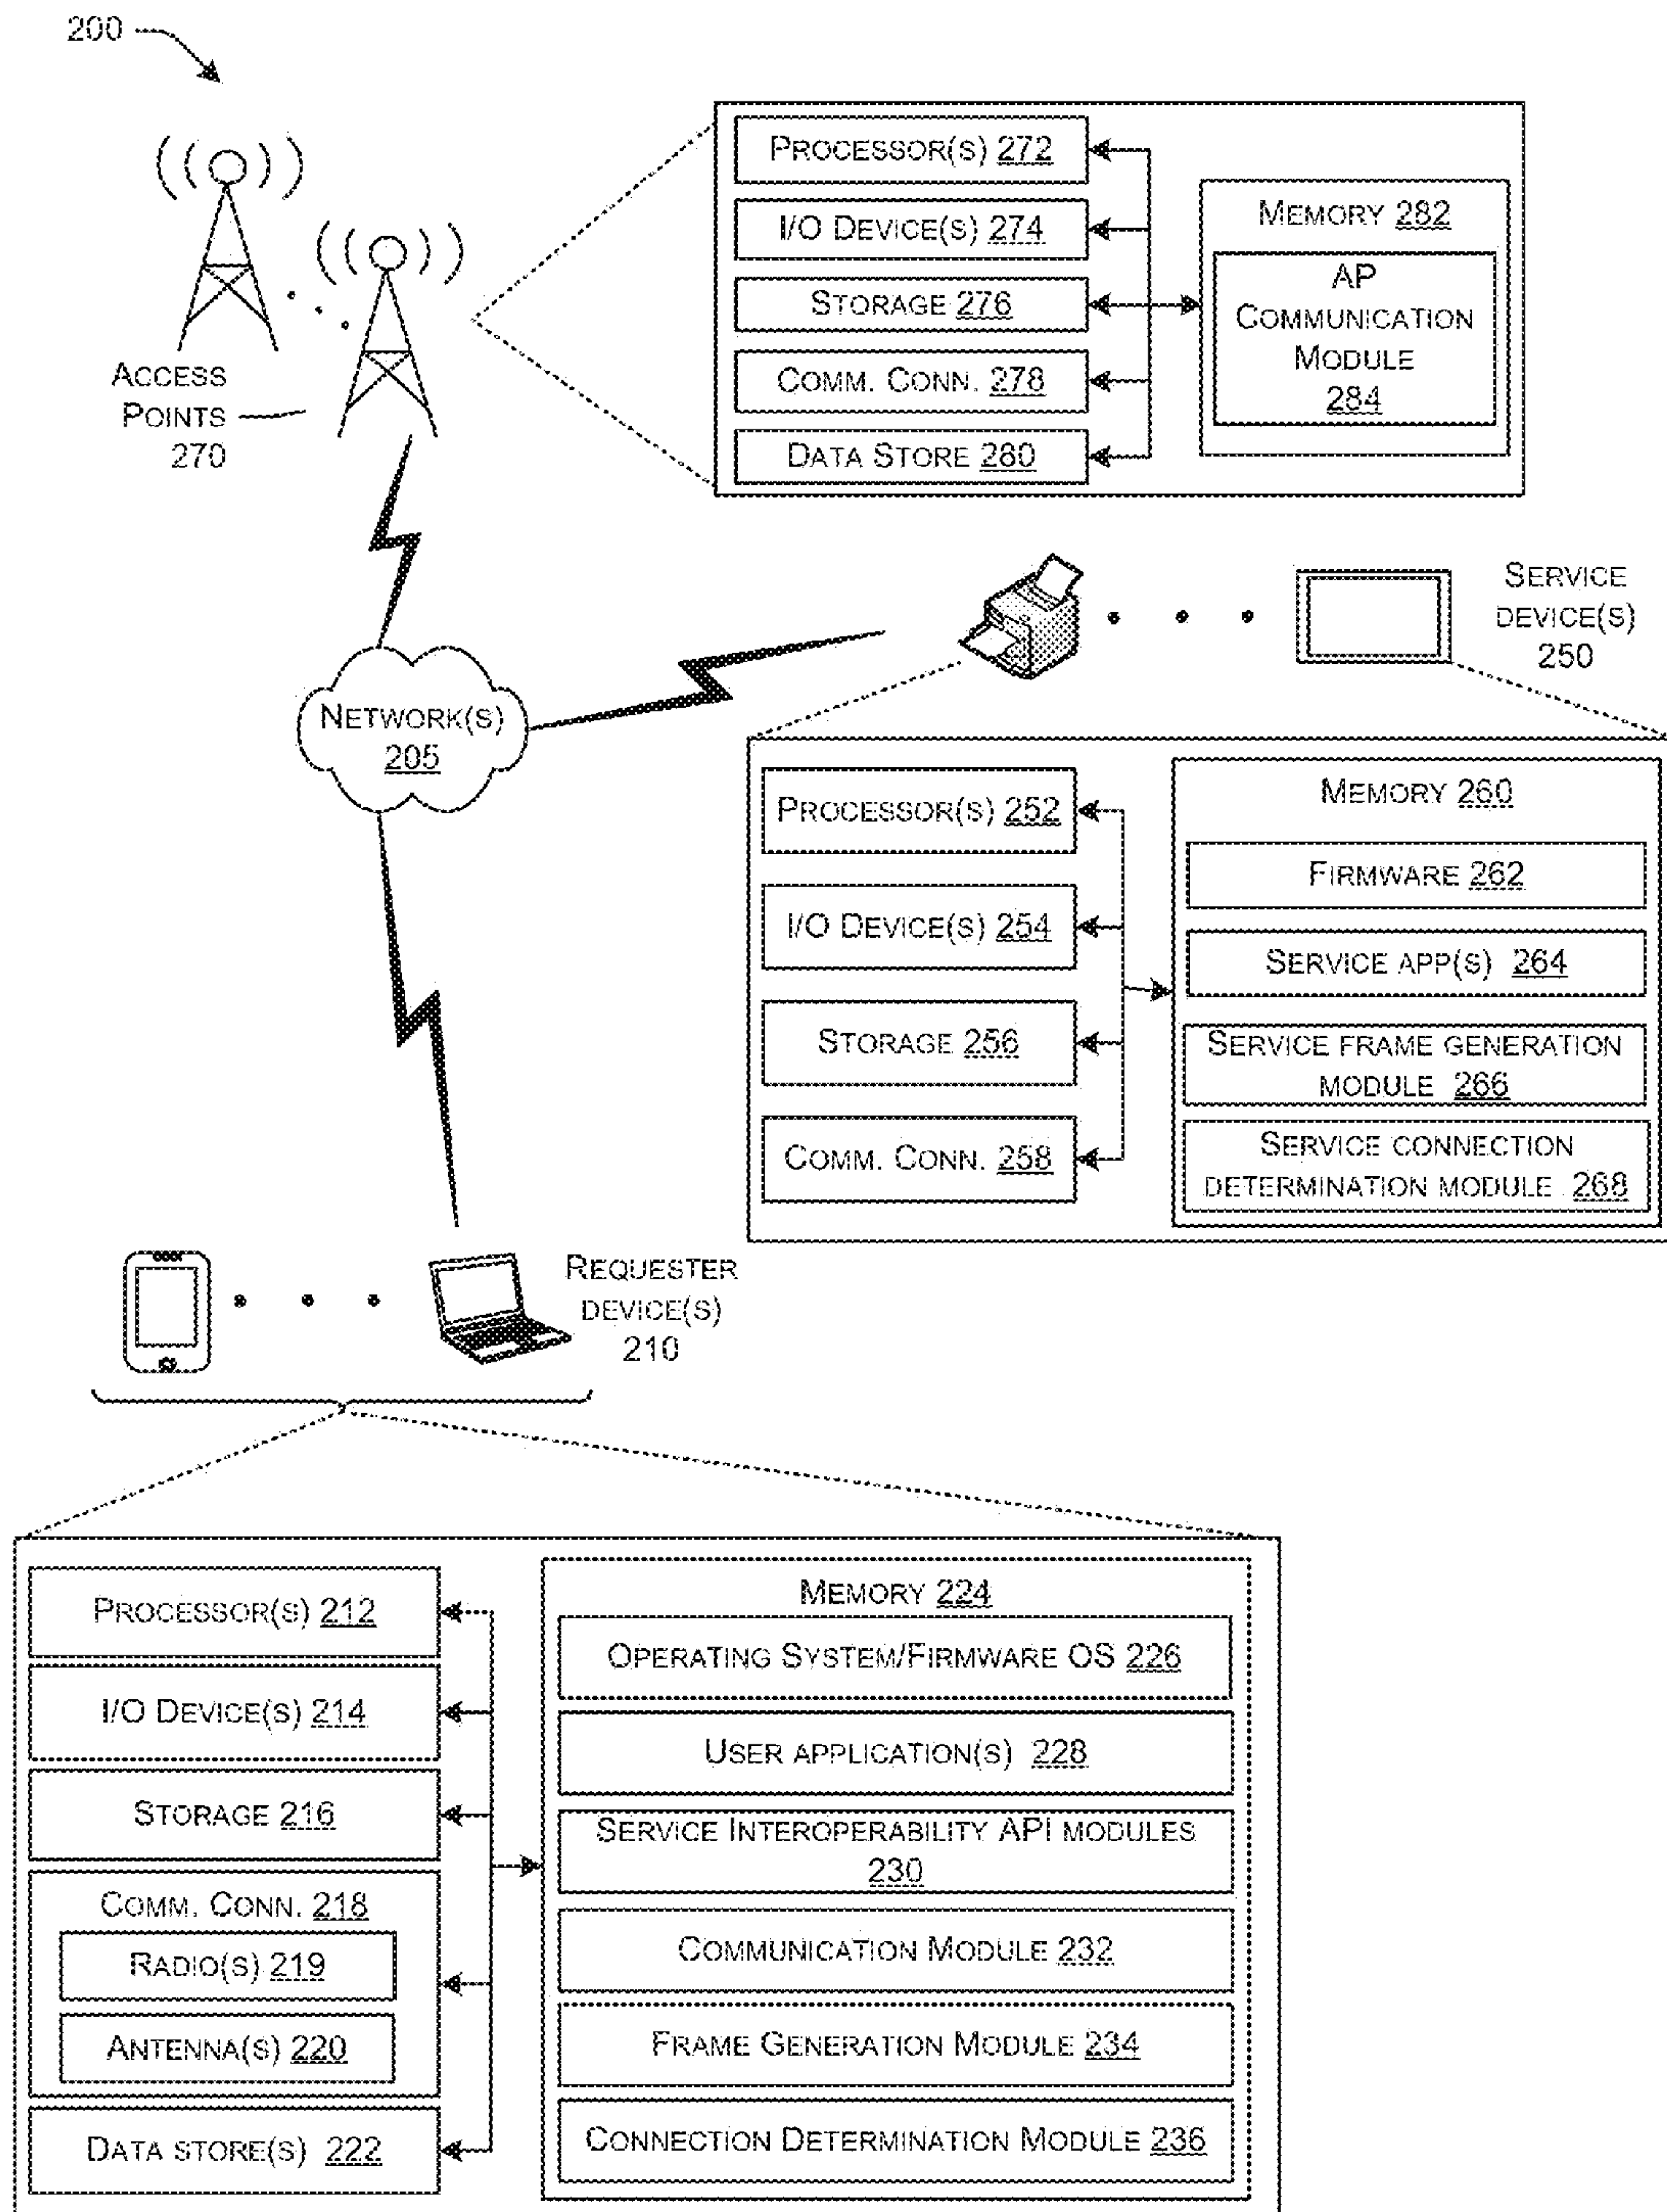 200
PROCESSOR(S) 272
I/O DEVICE(S) 274
STORAGE 276
COMM. CONN. 278
DATA STORE 280
MEMORY 282
AP
COMMUNICATION
MODULE
284
ACCESS
POINTS
270
SERVICE
DEVICE(S)
250
NETWORK(S)
205
PROCESSOR(S) 252
I/O DEVICE(S) 254
STORAGE 256
COMM. CONN. 258
MEMORY 260
FIRMWARE 262
SERVICE APP(S) 264
SERVICE FRAME GENERATION
MODULE 266
SERVICE CONNECTION
DETERMINATION MODULE 268
REQUESTER
DEVICE(S)
210
PROCESSOR(S) 212
I/O DEVICE(S) 214
STORAGE 216
COMM. CONN. 218
RADIO(S) 219
ANTENNA(S) 220
DATA STORE(S) 222
MEMORY 224
OPERATING SYSTEM/FIRMWARE OS 226
USER APPLICATION(S) 228
SERVICE INTEROPERABILITY API MODULES
230
COMMUNICATION MODULE 232
FRAME GENERATION MODULE 234
CONNECTION DETERMINATION MODULE 236